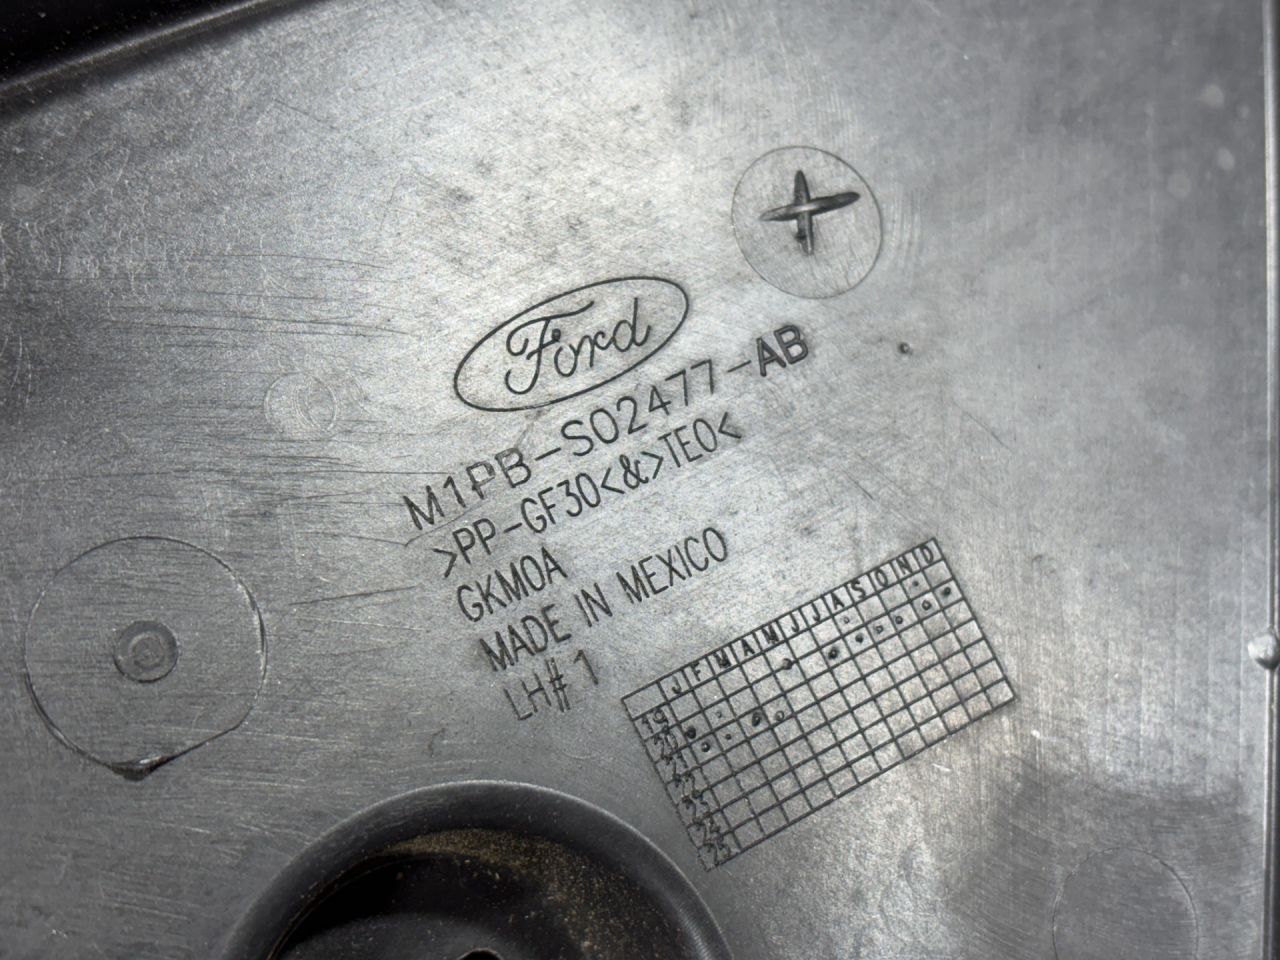 Ford
M1PB-S02477-AB
>PP-GF30<&>TEO<
GKM0A
MADE IN MEXICO
LH# 1
J F M A M J J A S O N D
19
20
21
22
23
24
25